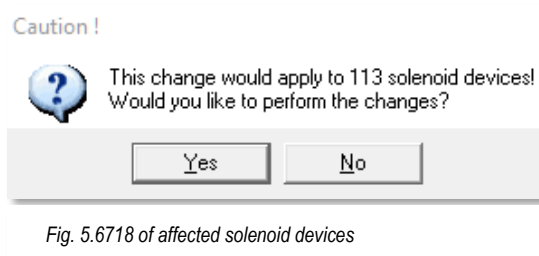 Caution !
This change would apply to 113 solenoid devices!
Would you like to perform the changes?
Yes
No
Fig. 5.6718 of affected solenoid devices